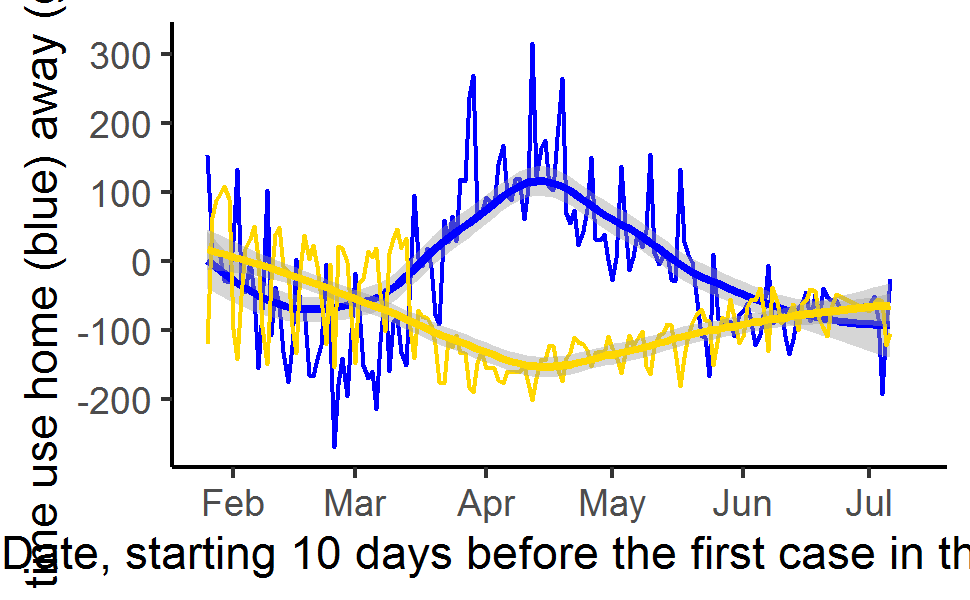 time use home (blue) away (
300
200
100
0
-100
-200
Feb Mar Apr May Jun Jul
Date, starting 10 days before the first case in th